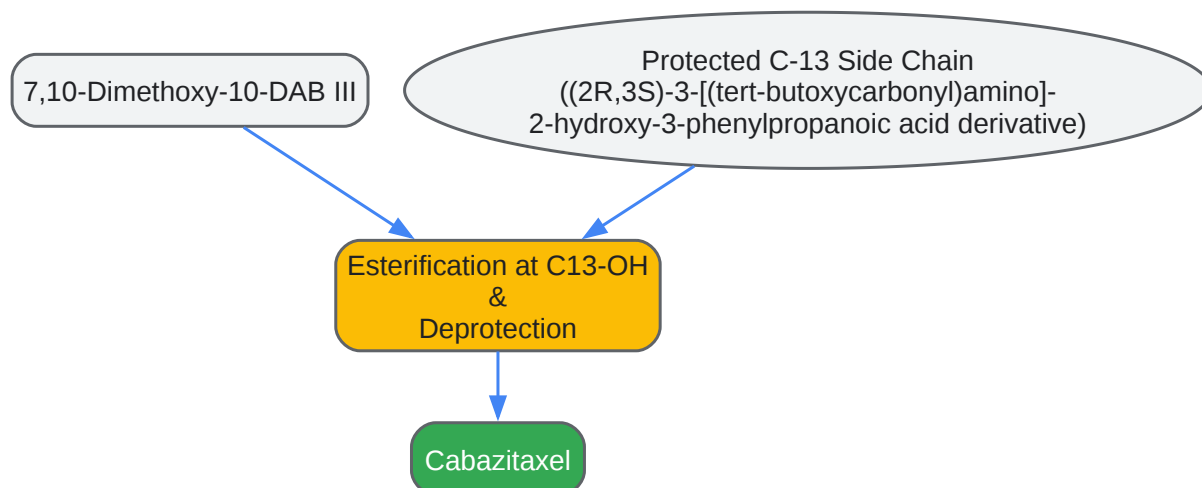 7,10-Dimethoxy-10-DAB III
Protected C-13 Side Chain
((2R,3S)-3-[(tert-butoxycarbonyl)amino]-
2-hydroxy-3-phenylpropanoic acid derivative)
Esterification at C13-OH
&
Deprotection
Cabazitaxel